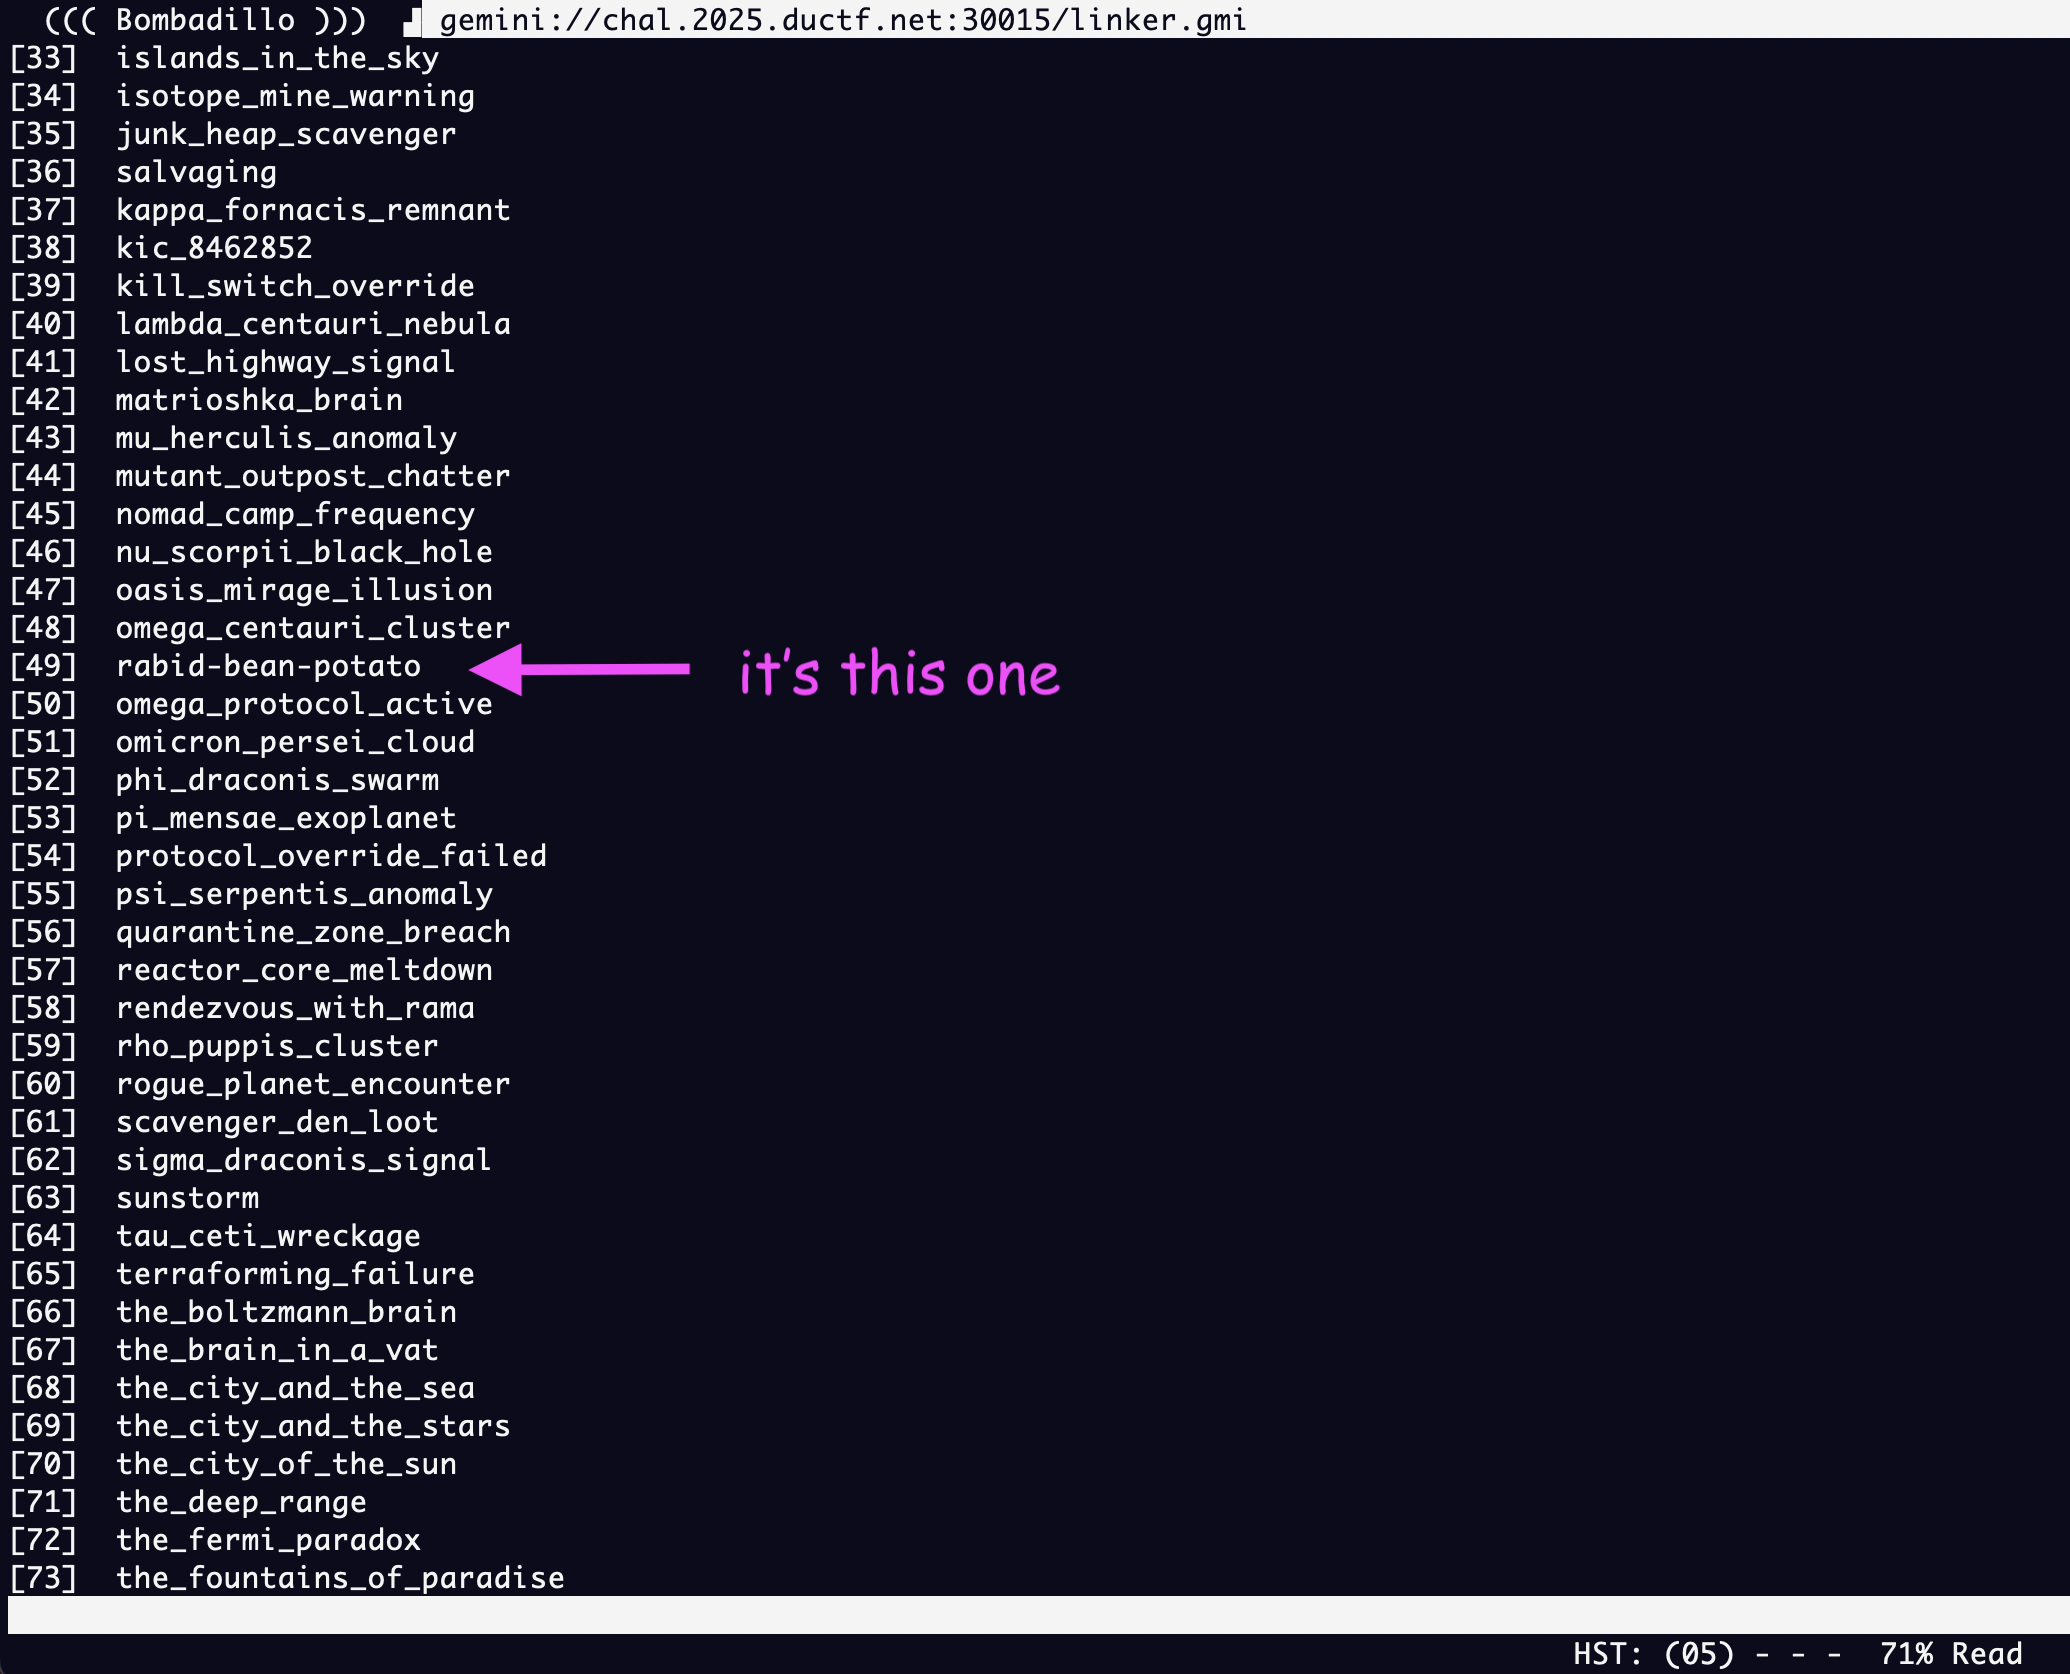 ((( Bombadillo ))) gemini://chal.2025.ductf.net:30015/linker.gmi
[33] islands_in_the_sky
[34] isotope_mine_warning
[35] junk_heap_scavenger
[36] salvaging
[37] kappa_fornacis_remnant
[38] kic_8462852
[39] kill_switch_override
[40] lambda_centauri_nebula
[41] lost_highway_signal
[42] matrioshka_brain
[43] mu_herculis_anomaly
[44] mutant_outpost_chatter
[45] nomad_camp_frequency
[46] nu_scorpii_black_hole
[47] oasis_mirage_illusion
[48] omega_centauri_cluster
[49] rabid-bean-potato it's this one
[50] omega_protocol_active
[51] omicron_persei_cloud
[52] phi_draconis_swarm
[53] pi_mensae_exoplanet
[54] protocol_override_failed
[55] psi_serpentis_anomaly
[56] quarantine_zone_breach
[57] reactor_core_meltdown
[58] rendezvous_with_rama
[59] rho_puppis_cluster
[60] rogue_planet_encounter
[61] scavenger_den_loot
[62] sigma_draconis_signal
[63] sunstorm
[64] tau_ceti_wreckage
[65] terraforming_failure
[66] the_boltzmann_brain
[67] the_brain_in_a_vat
[68] the_city_and_the_sea
[69] the_city_and_the_stars
[70] the_city_of_the_sun
[71] the_deep_range
[72] the_fermi_paradox
[73] the_fountains_of_paradise
HST: (05) - - - 71% Read